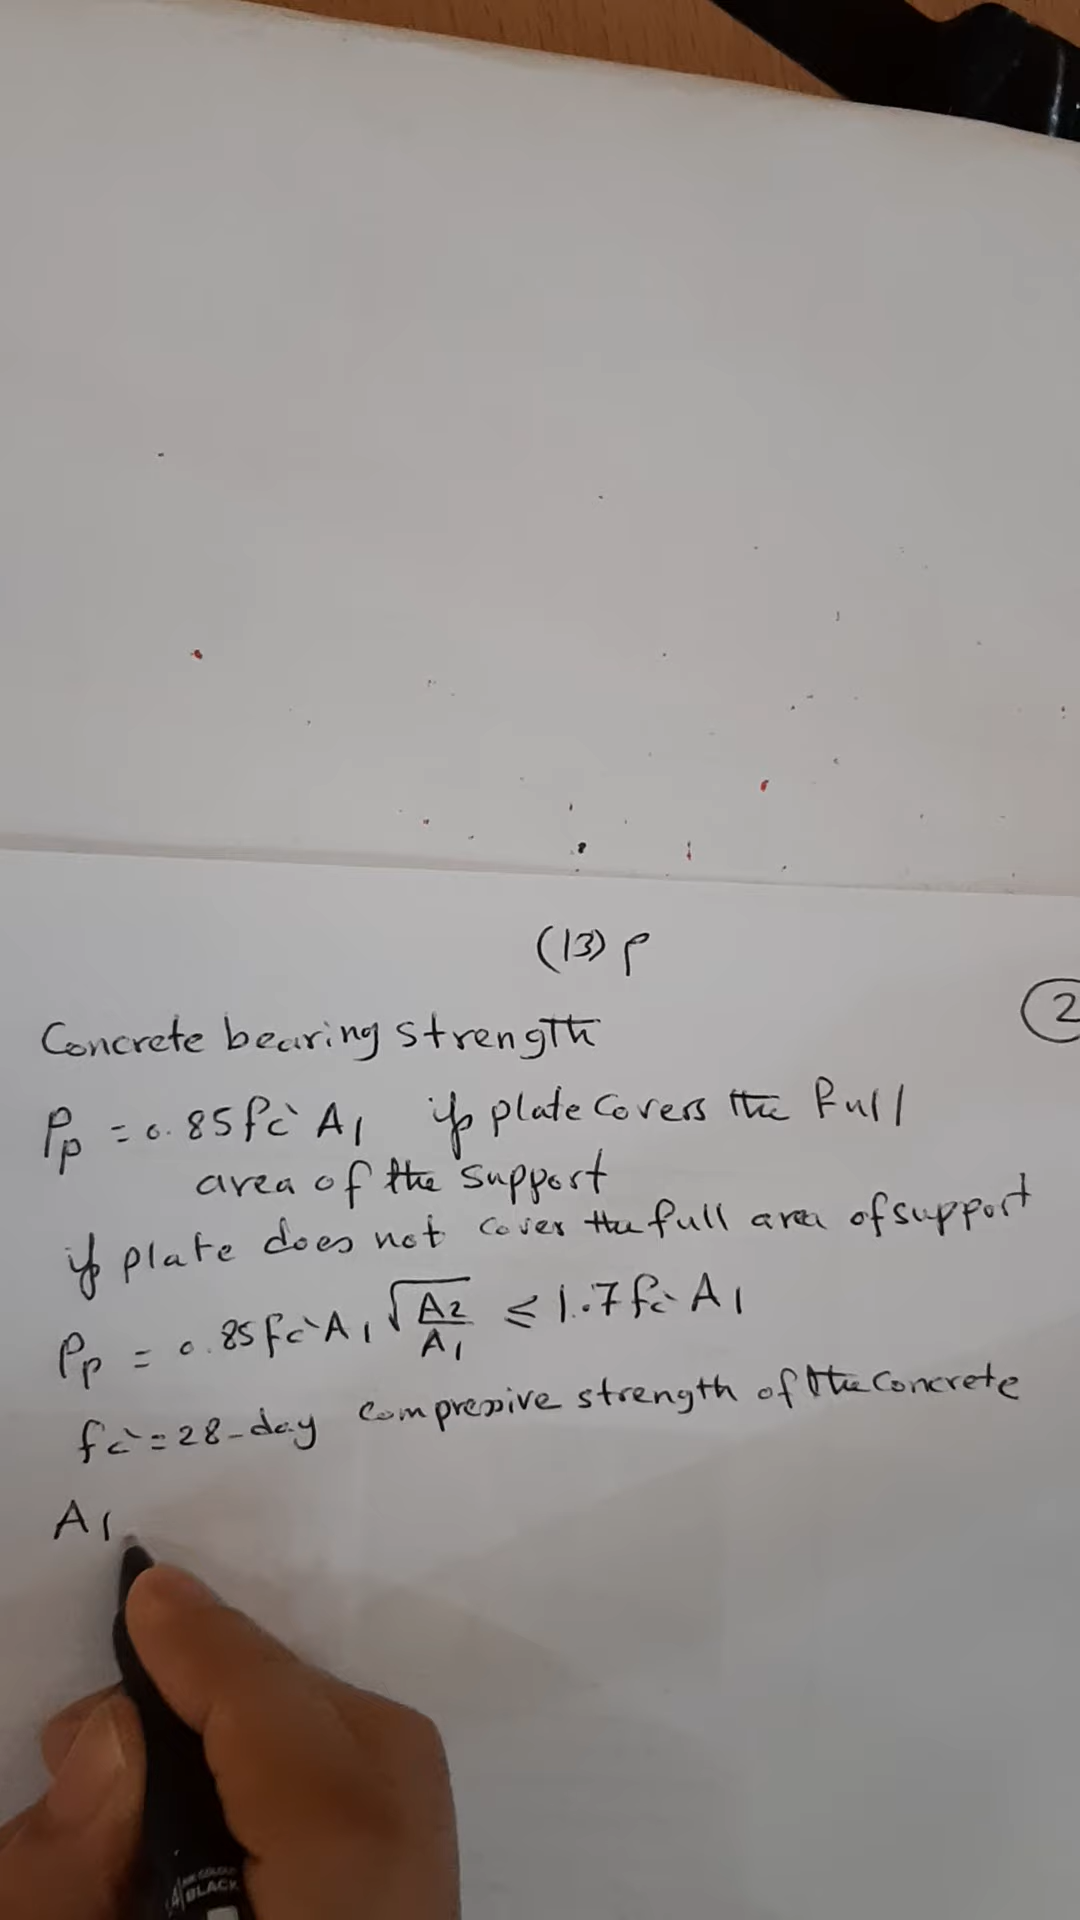 (13) P
2
Concrete bearing strength
Pp = 0.85 fc' A1 if plate covers the full
area of the support
if plate does not cover the full area of support
Pp = 0.85 fc' A1 √(A2/A1) ≤ 1.7 fc' A1
fc' = 28-day compressive strength of the concrete
A1
BLACK